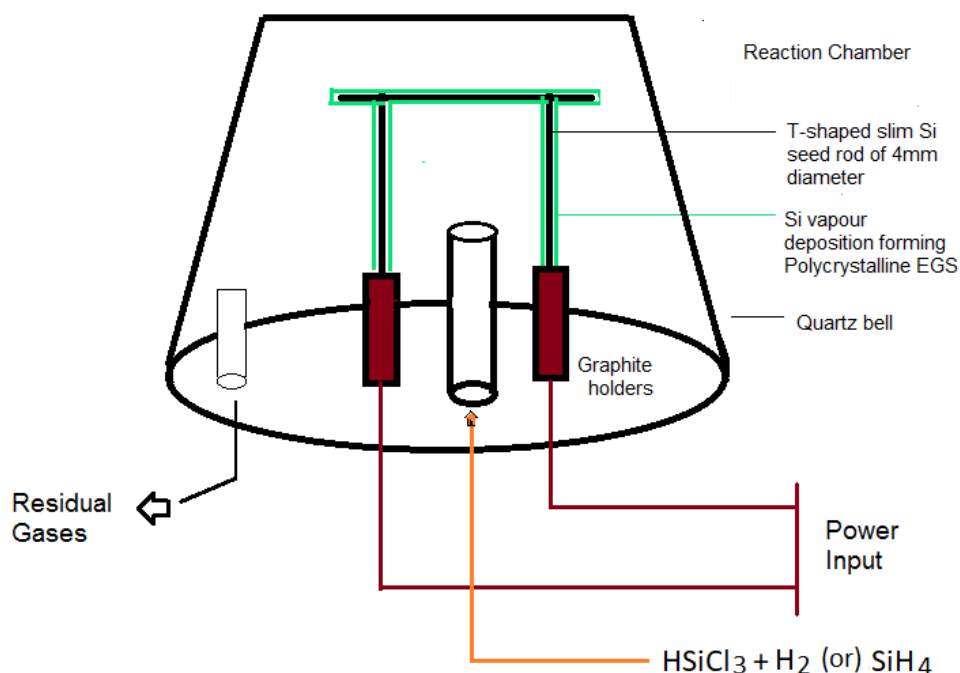 Reaction Chamber
T-shaped slim Si
seed rod of 4mm
diameter
Si vapour
deposition forming
Polycrystalline EGS
Quartz bell
Graphite
holders
Residual
Gases
Power
Input
HSiCl₃ + H₂ (or) SiH₄